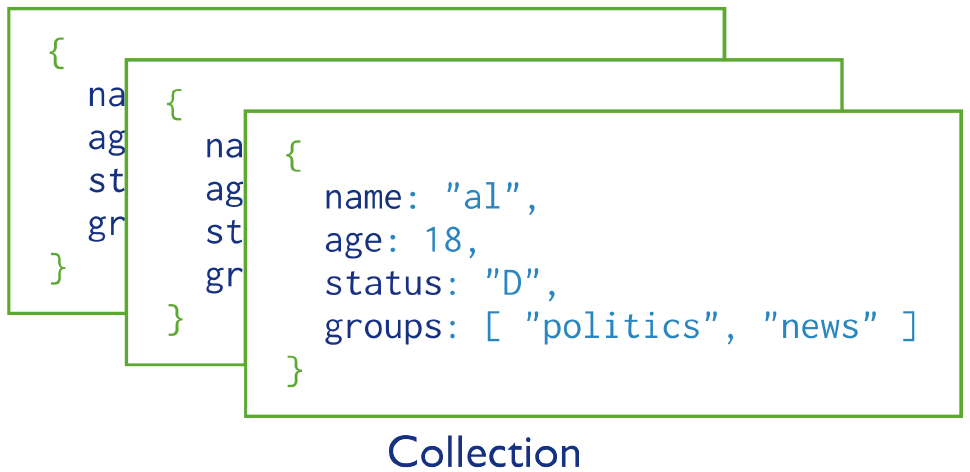 {
na
ag
st
gr
}
{
na
ag
st
gr
}
{
name: "al",
age: 18,
status: "D",
groups: [ "politics", "news" ]
}
Collection